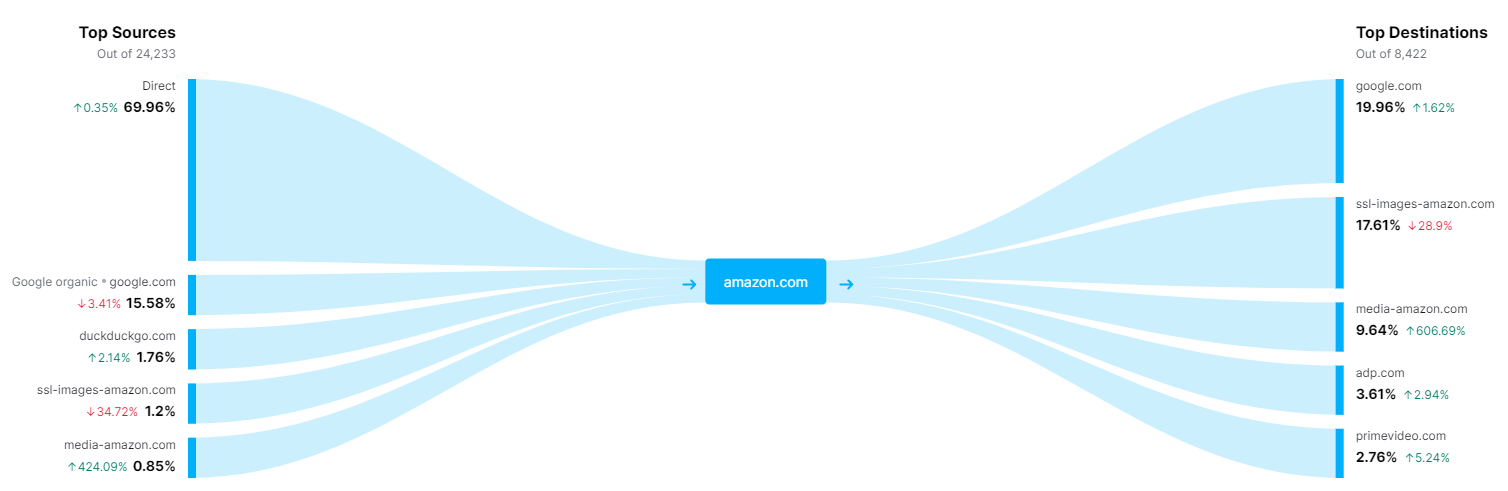 Top Sources
Out of 24,233
Direct
↑0.35% 69.96%
Google organic • google.com
↓3.41% 15.58%
duckduckgo.com
↑2.14% 1.76%
ssl-images-amazon.com
↓34.72% 1.2%
media-amazon.com
↑424.09% 0.85%
→ amazon.com →
Top Destinations
Out of 8,422
google.com
19.96% ↑1.62%
ssl-images-amazon.com
17.61% ↓28.9%
media-amazon.com
9.64% ↑606.69%
adp.com
3.61% ↑2.94%
primevideo.com
2.76% ↑5.24%